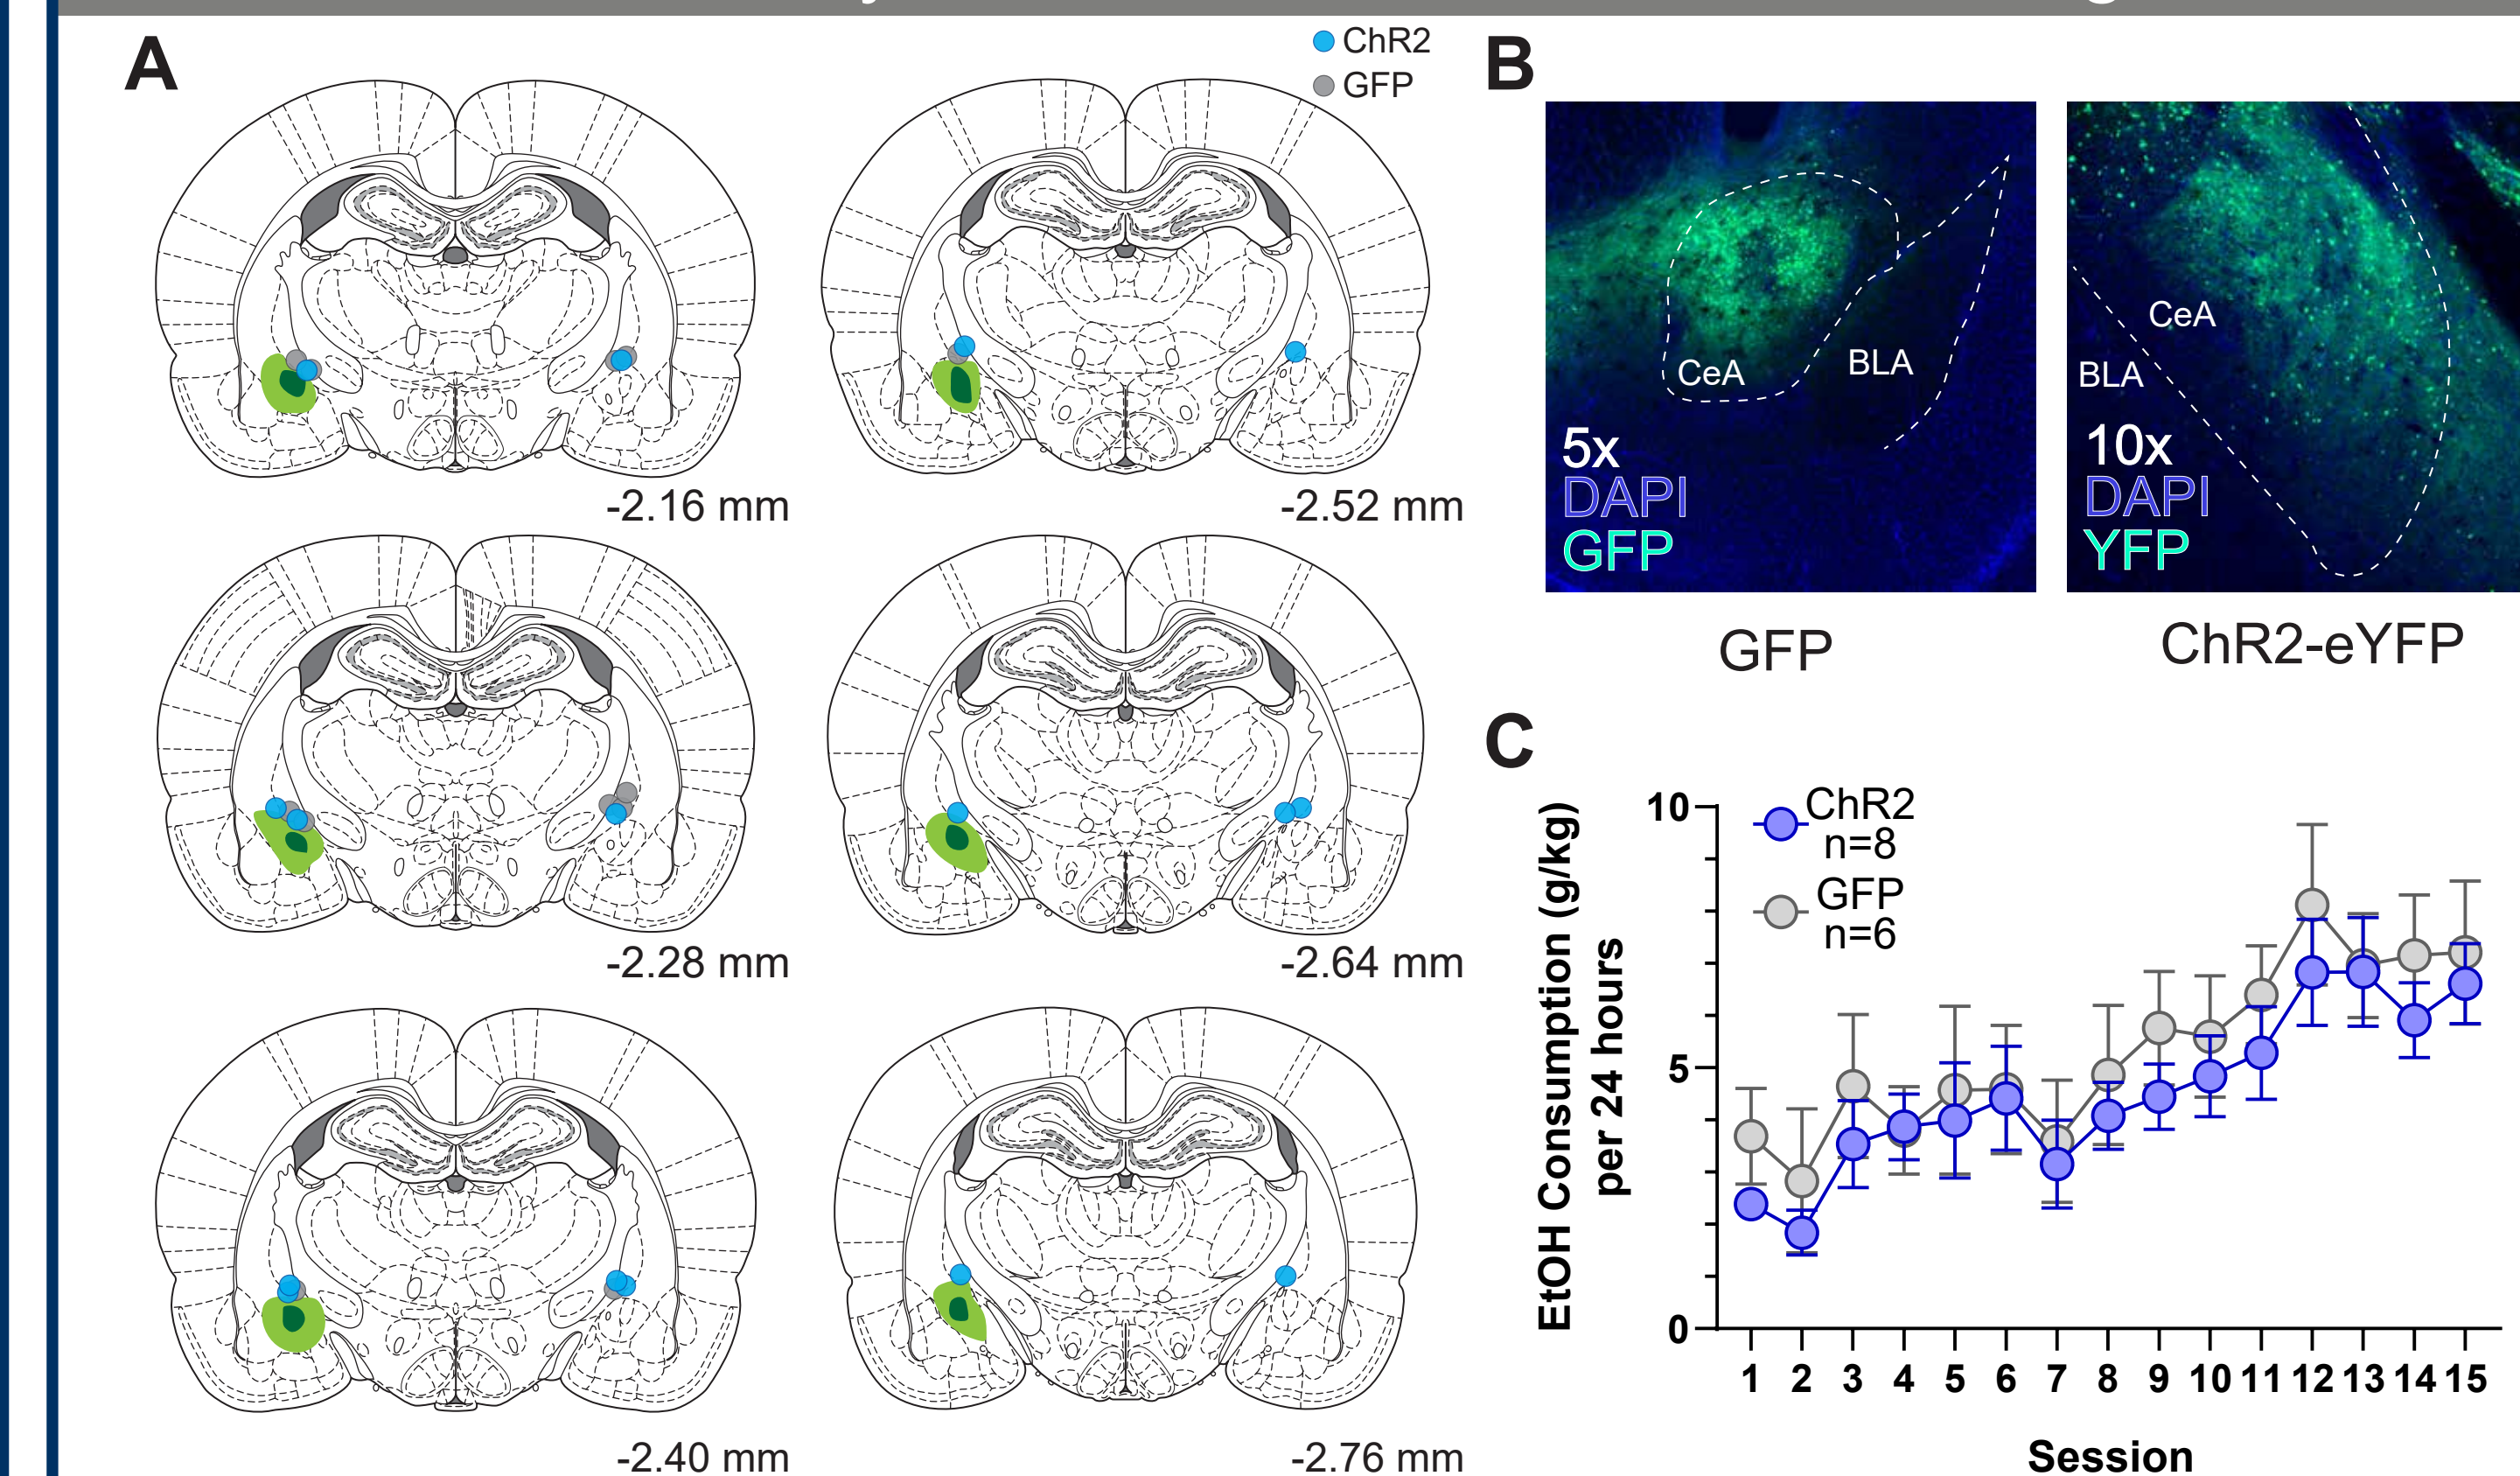 A
ChR2
GFP
-2.16 mm
-2.52 mm
-2.28 mm
-2.64 mm
-2.40 mm
-2.76 mm
B
CeA
BLA
5x
DAPI
GFP
CeA
BLA
10x
DAPI
YFP
GFP
ChR2-eYFP
C
EtOH Consumption (g/kg)
per 24 hours
10
5
0
ChR2
n=8
GFP
n=6
1 2 3 4 5 6 7 8 9 10 11 12 13 14 15
Session